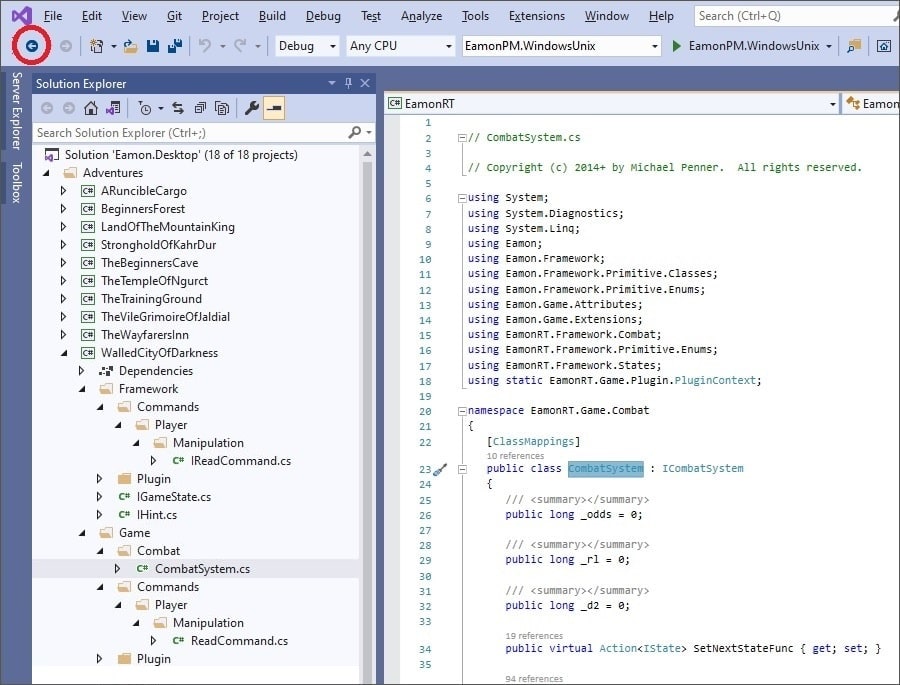 File Edit View Git Project Build Debug Test Analyze Tools Extensions Window Help Search (Ctrl+Q)
Debug Any CPU EamonPM.WindowsUnix EamonPM.WindowsUnix
Server Explorer
Toolbox
Solution Explorer
Search Solution Explorer (Ctrl+;)
Solution 'Eamon.Desktop' (18 of 18 projects)
Adventures
C# ARuncibleCargo
C# BeginnersForest
C# LandOfTheMountainKing
C# StrongholdOfKahrDur
C# TheBeginnersCave
C# TheTempleOfNgurct
C# TheTrainingGround
C# TheVileGrimoireOfJaldial
C# TheWayfarersInn
C# WalledCityOfDarkness
Dependencies
Framework
Commands
Player
Manipulation
C# IReadCommand.cs
Plugin
C# IGameState.cs
C# IHint.cs
Game
Combat
C# CombatSystem.cs
Commands
Player
Manipulation
C# ReadCommand.cs
Plugin
C# EamonRT Eamon
1
2 // CombatSystem.cs
3
4 // Copyright (c) 2014+ by Michael Penner.  All rights reserved.
5
6 using System;
7 using System.Diagnostics;
8 using System.Linq;
9 using Eamon;
10 using Eamon.Framework;
11 using Eamon.Framework.Primitive.Classes;
12 using Eamon.Framework.Primitive.Enums;
13 using Eamon.Game.Attributes;
14 using Eamon.Game.Extensions;
15 using EamonRT.Framework.Combat;
16 using EamonRT.Framework.Primitive.Enums;
17 using EamonRT.Framework.States;
18 using static EamonRT.Game.Plugin.PluginContext;
19
20 namespace EamonRT.Game.Combat
21 {
22 [ClassMappings]
10 references
23 public class CombatSystem : ICombatSystem
24 {
25 /// <summary></summary>
26 public long _odds = 0;
27
28 /// <summary></summary>
29 public long _rl = 0;
30
31 /// <summary></summary>
32 public long _d2 = 0;
33
19 references
34 public virtual Action<IState> SetNextStateFunc { get; set; }
35
94 references